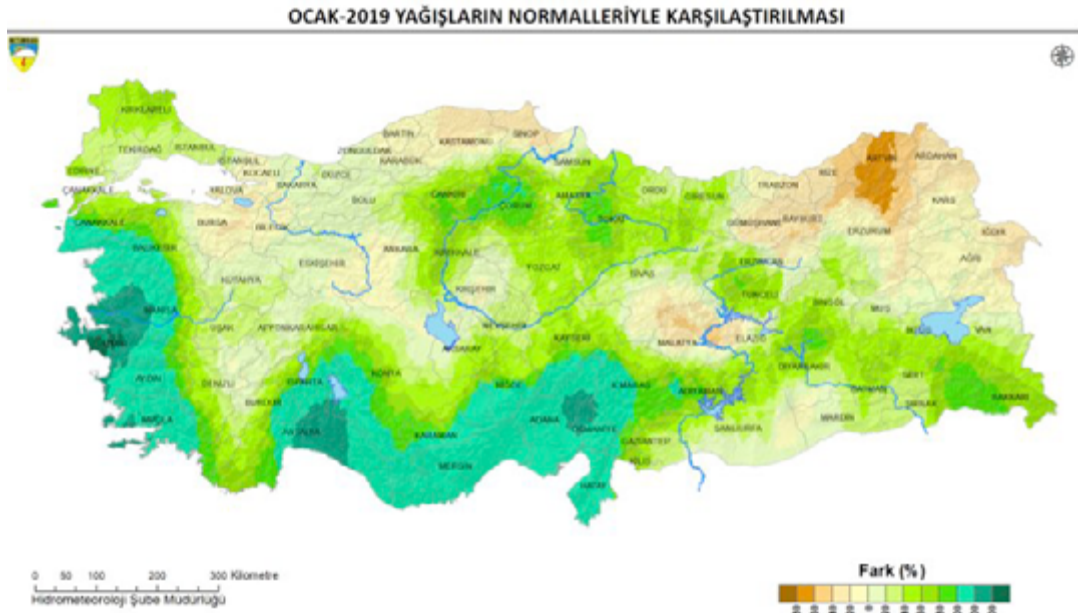 OCAK-2019 YAĞIŞLARIN NORMALLERİYLE KARŞILAŞTIRILMASI
KIRKLARELİ
TEKİRDAĞ
İSTANBUL
EDİRNE
ÇANAKKALE
İSTANBUL
KOCAELİ
YALOVA
SAKARYA
DÜZCE
ZONGULDAK
BARTIN
KARABÜK
KASTAMONU
SİNOP
SAMSUN
ÇANKIRI
ÇORUM
AMASYA
TOKAT
ORDU
GİRESUN
TRABZON
RİZE
ARTVİN
ARDAHAN
GÜMÜŞHANE
BAYBURT
KARS
ERZURUM
IĞDIR
AĞRI
ÇANAKKALE
BALIKESİR
BURSA
BİLECİK
BOLU
ESKİŞEHİR
ANKARA
KIRIKKALE
YOZGAT
SİVAS
ERZİNCAN
TUNCELİ
BİNGÖL
MUŞ
BİTLİS
VAN
KÜTAHYA
MANİSA
UŞAK
AFYONKARAHİSAR
KIRŞEHİR
NEVŞEHİR
AKSARAY
KAYSERİ
MALATYA
ELAZIĞ
DİYARBAKIR
BATMAN
SİİRT
ŞIRNAK
HAKKARİ
AYDIN
DENİZLİ
ISPARTA
BURDUR
KONYA
NİĞDE
K.MARAŞ
ADIYAMAN
MARDİN
ŞANLIURFA
MUĞLA
ANTALYA
KARAMAN
MERSİN
ADANA
OSMANİYE
GAZİANTEP
KİLİS
HATAY
0 50 100 200 300 Kilometre
Hidrometeoroloji Şube Müdürlüğü
Fark (%)